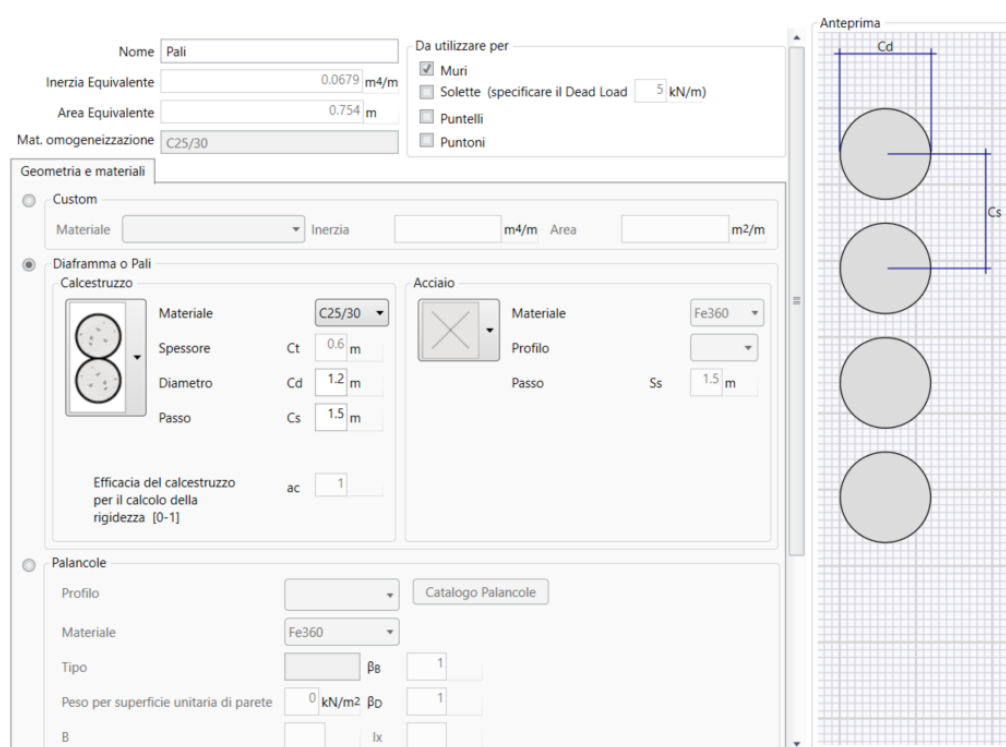 Nome Pali
Inerzia Equivalente 0.0679 m4/m
Area Equivalente 0.754 m
Mat. omogeneizzazione C25/30
Da utilizzare per
Muri
Solette (specificare il Dead Load 5 kN/m)
Puntelli
Puntoni
Geometria e materiali
Custom
Materiale Inerzia m4/m Area m2/m
Diaframma o Pali
Calcestruzzo
Materiale C25/30
Spessore Ct 0.6 m
Diametro Cd 1.2 m
Passo Cs 1.5 m
Efficacia del calcestruzzo
per il calcolo della
rigidezza [0-1]
ac 1
Acciaio
Materiale Fe360
Profilo
Passo Ss 1.5 m
Palancole
Profilo Catalogo Palancole
Materiale Fe360
Tipo βB 1
Peso per superficie unitaria di parete 0 kN/m2 βD 1
B Ix
Anteprima
Cd
Cs